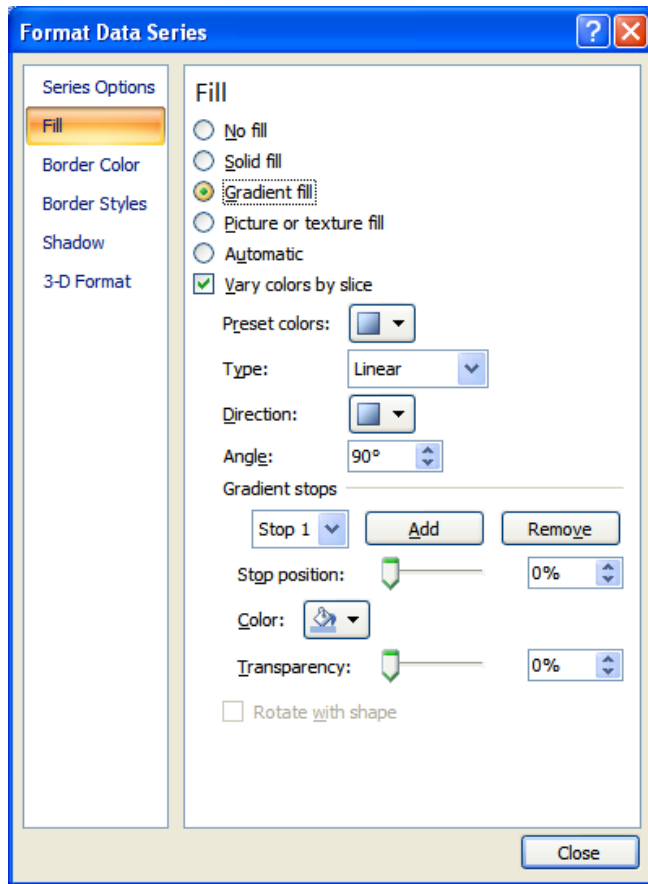 Format Data Series
Series Options
Fill
Border Color
Border Styles
Shadow
3-D Format
Fill
No fill
Solid fill
Gradient fill
Picture or texture fill
Automatic
Vary colors by slice
Preset colors:
Type: Linear
Direction:
Angle: 90°
Gradient stops
Stop 1 Add Remove
Stop position: 0%
Color:
Transparency: 0%
Rotate with shape
Close